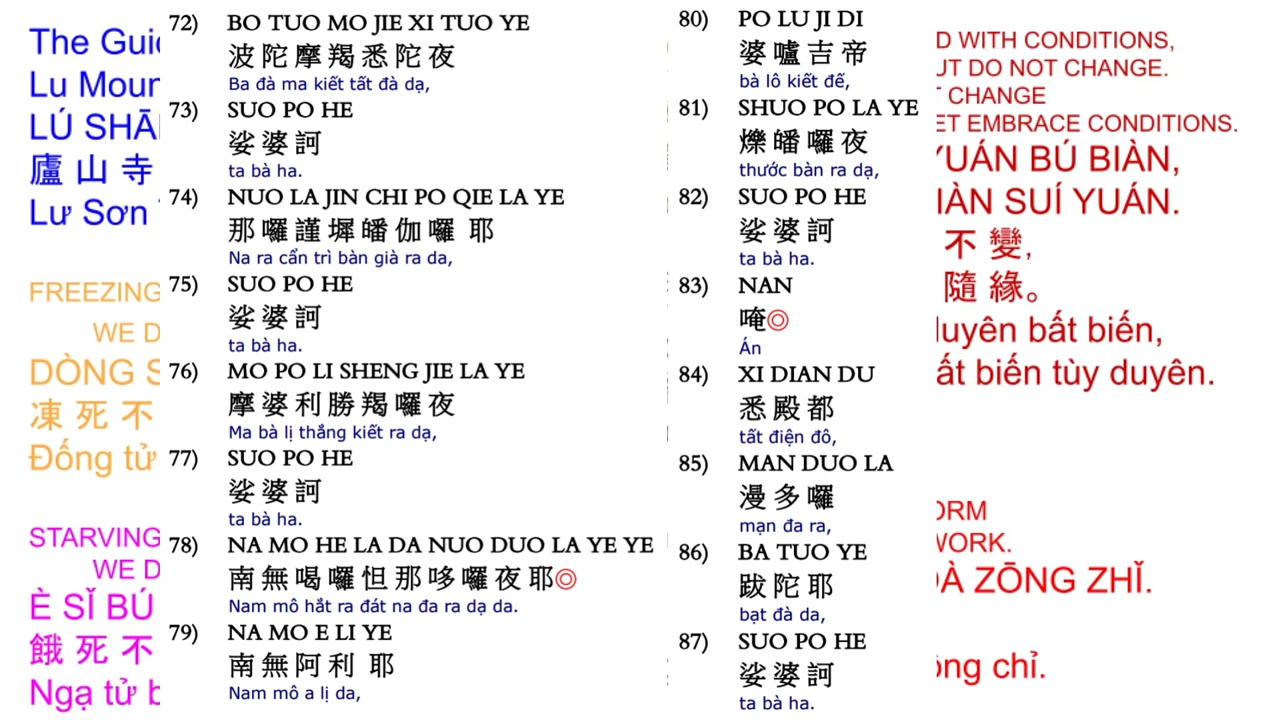 The
Lu
LÚ
廬 山 寺
Lư Sơn
FREEZING
WE
DÒNG
凍 死 不
Đống tử
STARVING
WE
È SǏ BÚ
餓 死 不
Ngạ tử
72) BO TUO MO JIE XI TUO YE
波 陀 摩 羯 悉 陀 夜
Ba đà ma kiết tất đà dạ,
73) SUO PO HE
娑 婆 訶
ta bà ha.
74) NUO LA JIN CHI PO QIE LA YE
那 囉 謹 墀 皤 伽 囉 耶
Na ra cẩn trì bàn già ra da,
75) SUO PO HE
娑 婆 訶
ta bà ha.
76) MO PO LI SHENG JIE LA YE
摩 婆 利 勝 羯 囉 夜
Ma bà lị thắng kiết ra dạ,
77) SUO PO HE
娑 婆 訶
ta bà ha.
78) NA MO HE LA DA NUO DUO LA YE YE
南 無 喝 囉 怛 那 哆 囉 夜 耶◎
Nam mô hắt ra đát na đa ra dạ da.
79) NA MO E LI YE
南 無 阿 利 耶
Nam mô a lị da,
80) PO LU JI DI
婆 嚧 吉 帝
bà lô kiết đế,
81) SHUO PO LA YE
爍 皤 囉 夜
thước bàn ra dạ,
82) SUO PO HE
娑 婆 訶
ta bà ha.
83) NAN
唵◎
Án
84) XI DIAN DU
悉 殿 都
tất điện đô,
85) MAN DUO LA
漫 多 囉
mạn đa ra,
86) BA TUO YE
跋 陀 耶
bạt đà da,
87) SUO PO HE
娑 婆 訶
ta bà ha.
WITH CONDITIONS,
DO NOT CHANGE.
CHANGE
EMBRACE CONDITIONS.
BÚ BIÀN,
SUÍ YUÁN.
不 變,
隨 緣。
bất biến,
biến tùy duyên.
ZŌNG ZHǏ.
chỉ.